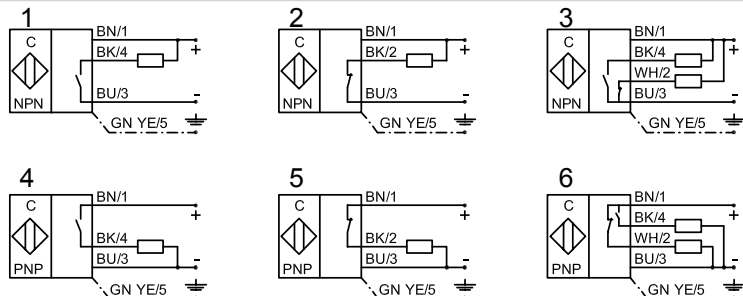 1
BN/1
C
BK/4
+
NPN
BU/3
-
GN YE/5
2
BN/1
C
BK/2
+
NPN
BU/3
-
GN YE/5
3
BN/1
C
BK/4
+
WH/2
NPN
BU/3
-
GN YE/5
4
BN/1
C
+
BK/4
PNP
BU/3
-
GN YE/5
5
BN/1
C
+
BK/2
PNP
BU/3
-
GN YE/5
6
BN/1
C
+
BK/4
WH/2
PNP
BU/3
-
GN YE/5